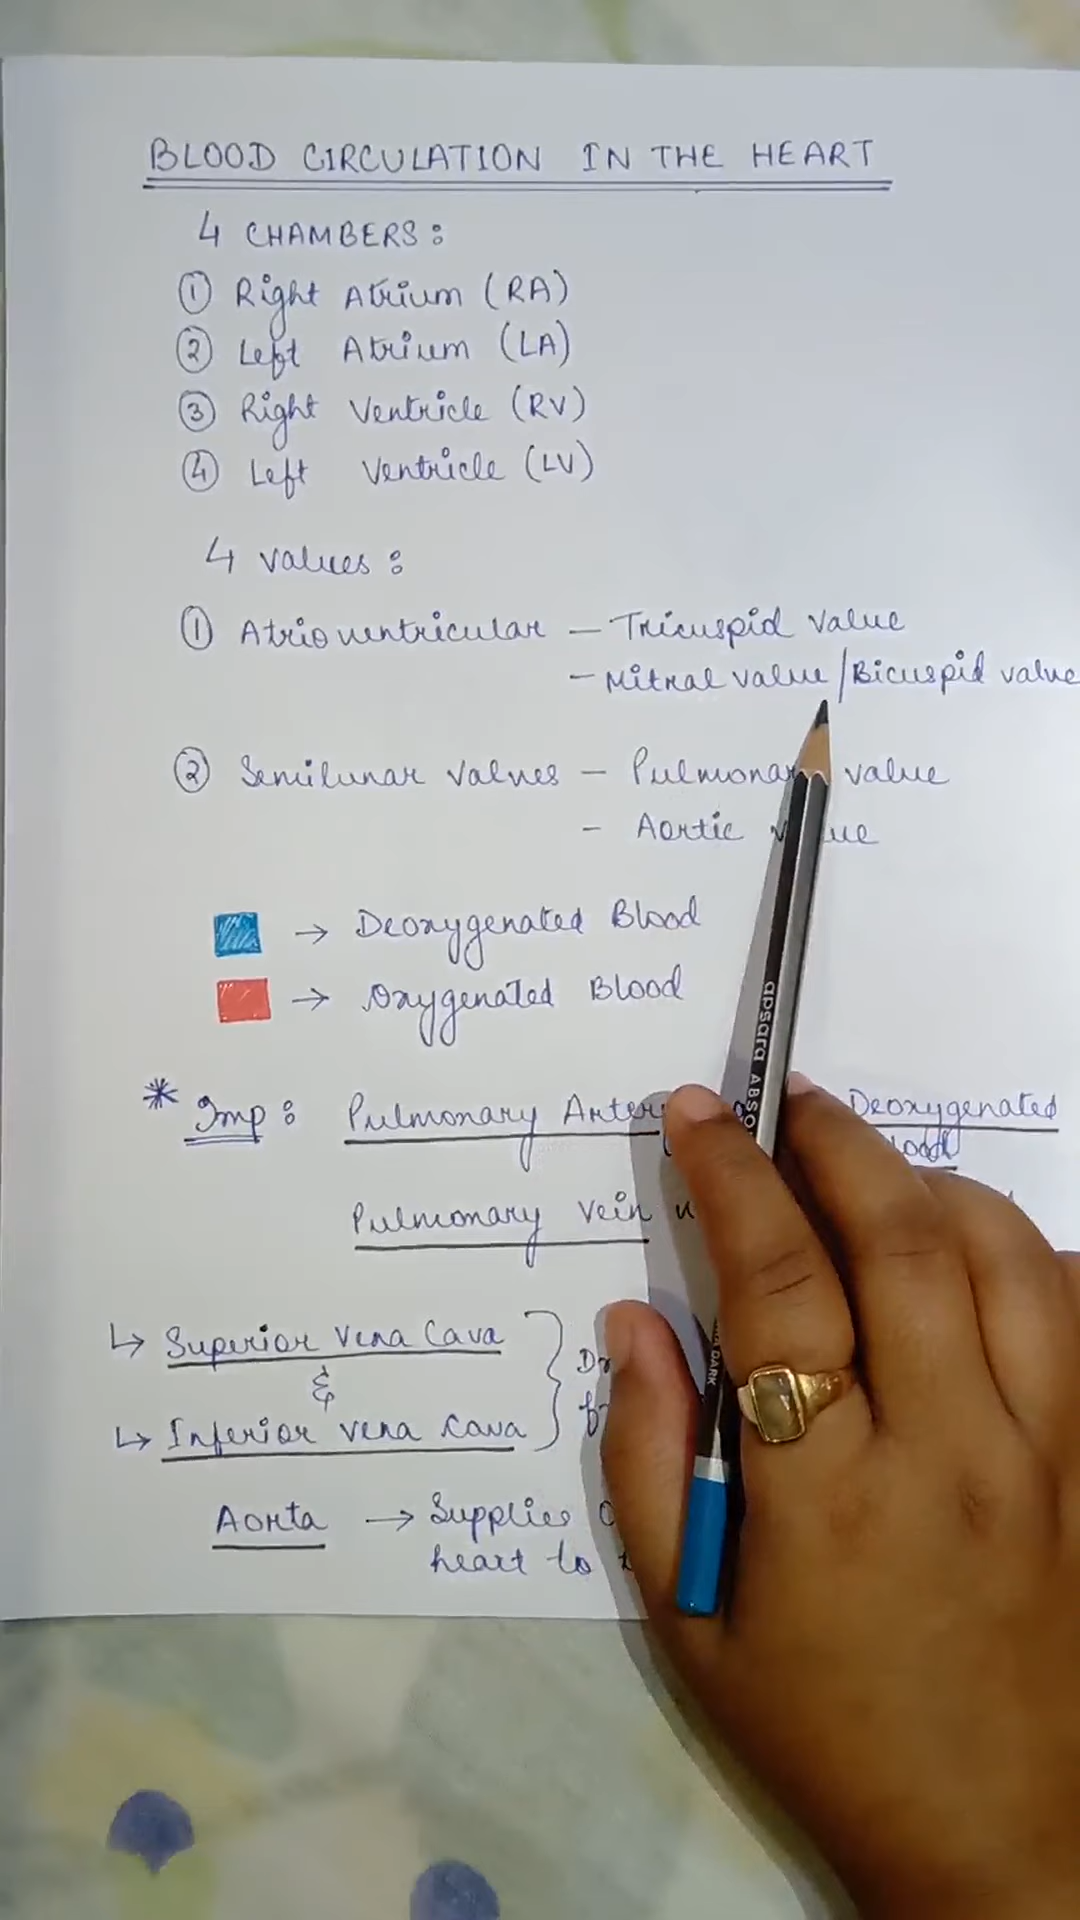 BLOOD CIRCULATION IN THE HEART
4 CHAMBERS:
① Right Atrium (RA)
② Left Atrium (LA)
③ Right Ventricle (RV)
④ Left Ventricle (LV)
4 Valves:
① Atrioventricular – Tricuspid Valve
– Mitral Valve / Bicuspid Valve
② Semilunar Valves – Pulmonary Valve
– Aortic
→ Deoxygenated Blood
→ Oxygenated Blood
* Imp: Pulmonary Artery Deoxygenated
Pulmonary Vein
↳ Superior Vena Cava
&
↳ Inferior Vena Cava
Aorta → Supplies
heart to
apsara ABSO
DARK